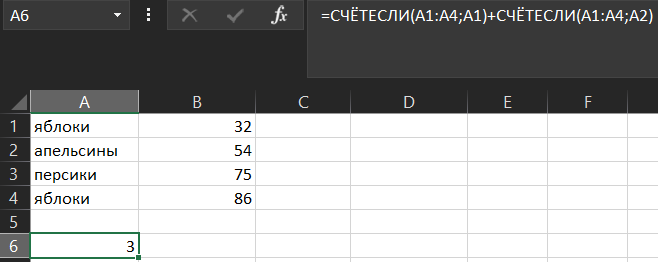 A6 fx =СЧЁТЕСЛИ(A1:A4;A1)+СЧЁТЕСЛИ(A1:A4;A2)
A B C D E F
1 яблоки 32
2 апельсины 54
3 персики 75
4 яблоки 86
5
6 3